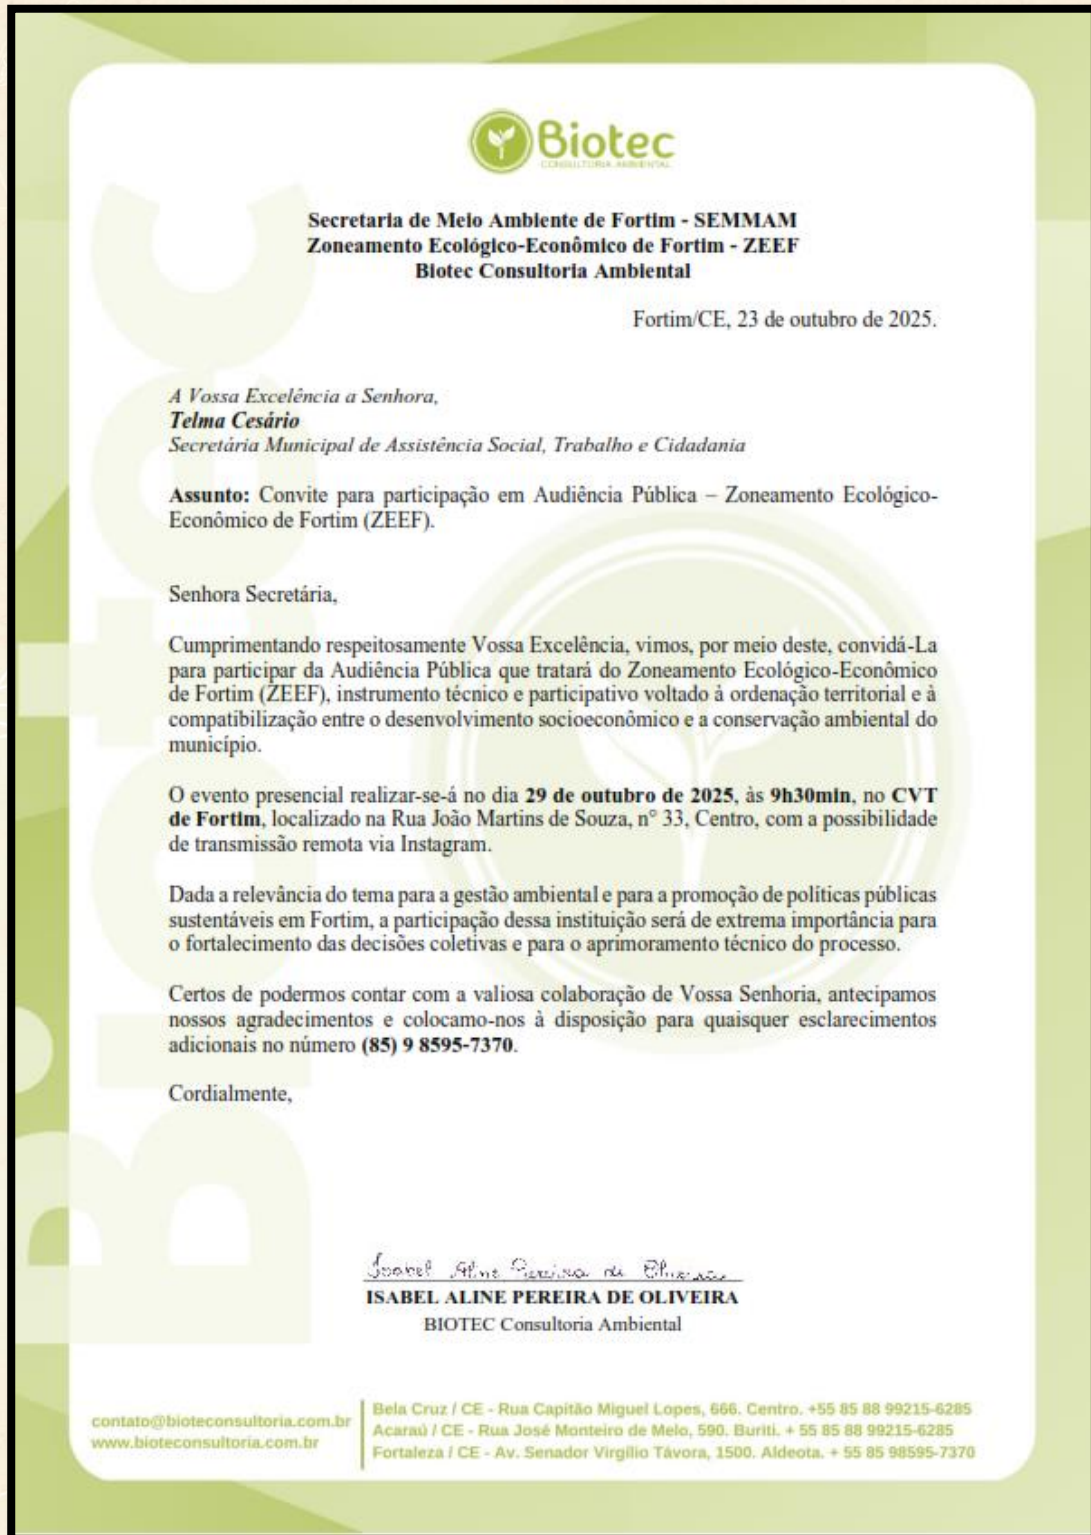 Biotec
CONSULTORIA AMBIENTAL
Secretaria de Meio Ambiente de Fortim - SEMMAM
Zoneamento Ecológico-Econômico de Fortim - ZEEF
Biotec Consultoria Ambiental
Fortim/CE, 23 de outubro de 2025.
A Vossa Excelência a Senhora,
Telma Cesário
Secretária Municipal de Assistência Social, Trabalho e Cidadania
Assunto: Convite para participação em Audiência Pública – Zoneamento Ecológico-
Econômico de Fortim (ZEEF).
Senhora Secretária,
Cumprimentando respeitosamente Vossa Excelência, vimos, por meio deste, convidá-La
para participar da Audiência Pública que tratará do Zoneamento Ecológico-Econômico
de Fortim (ZEEF), instrumento técnico e participativo voltado à ordenação territorial e à
compatibilização entre o desenvolvimento socioeconômico e a conservação ambiental do
município.
O evento presencial realizar-se-á no dia 29 de outubro de 2025, às 9h30min, no CVT
de Fortim, localizado na Rua João Martins de Souza, n° 33, Centro, com a possibilidade
de transmissão remota via Instagram.
Dada a relevância do tema para a gestão ambiental e para a promoção de políticas públicas
sustentáveis em Fortim, a participação dessa instituição será de extrema importância para
o fortalecimento das decisões coletivas e para o aprimoramento técnico do processo.
Certos de podermos contar com a valiosa colaboração de Vossa Senhoria, antecipamos
nossos agradecimentos e colocamo-nos à disposição para quaisquer esclarecimentos
adicionais no número (85) 9 8595-7370.
Cordialmente,
Isabel Aline Pereira de Oliveira
ISABEL ALINE PEREIRA DE OLIVEIRA
BIOTEC Consultoria Ambiental
contato@bioteconsultoria.com.br
www.bioteconsultoria.com.br
Bela Cruz / CE - Rua Capitão Miguel Lopes, 666. Centro. +55 85 88 99215-6285
Acaraú / CE - Rua José Monteiro de Melo, 590. Buriti. + 55 85 88 99215-6285
Fortaleza / CE - Av. Senador Virgílio Távora, 1500. Aldeota. + 55 85 98595-7370
Biotec